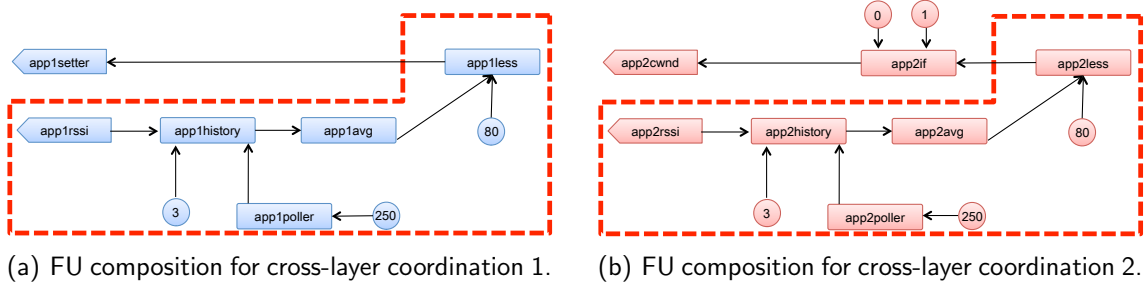 app1setter
app1less
app1rssi
app1history
app1avg
80
3
app1poller
250
(a) FU composition for cross-layer coordination 1.
0
1
app2cwnd
app2if
app2less
app2rssi
app2history
app2avg
80
3
app2poller
250
(b) FU composition for cross-layer coordination 2.